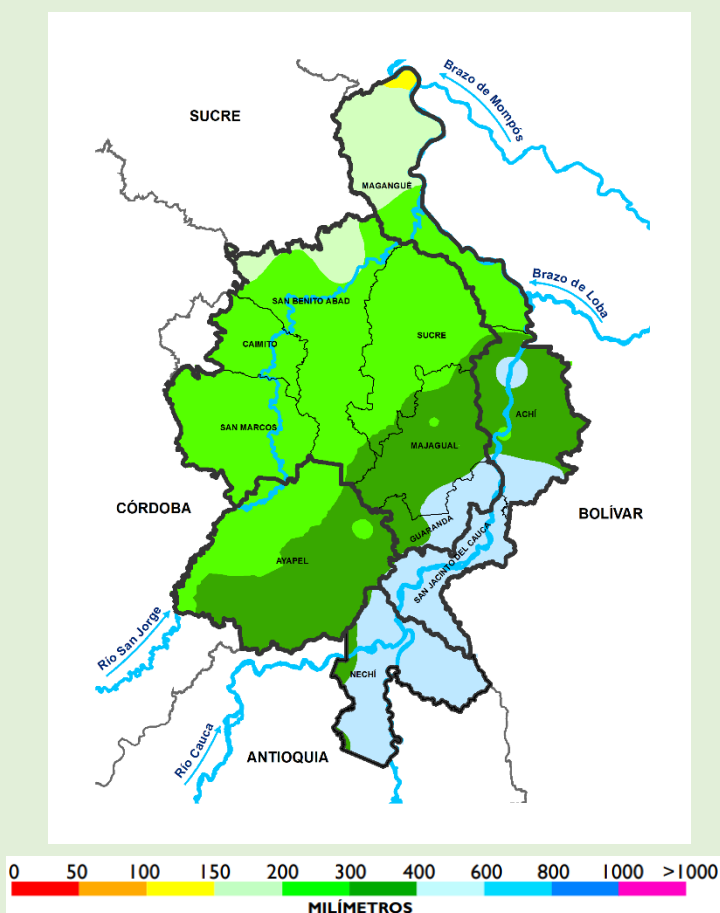 Brazo de Mompós
SUCRE
MAGANGUÉ
Brazo de Loba
SAN BENITO ABAD
SUCRE
CAIMITO
ACHÍ
SAN MARCOS
MAJAGUAL
CÓRDOBA
BOLÍVAR
GUARANDA
SAN JACINTO DEL CAUCA
AYAPEL
Río San Jorge
NECHÍ
Río Cauca
ANTIOQUIA
0 50 100 150 200 300 400 600 800 1000 >1000
MILÍMETROS